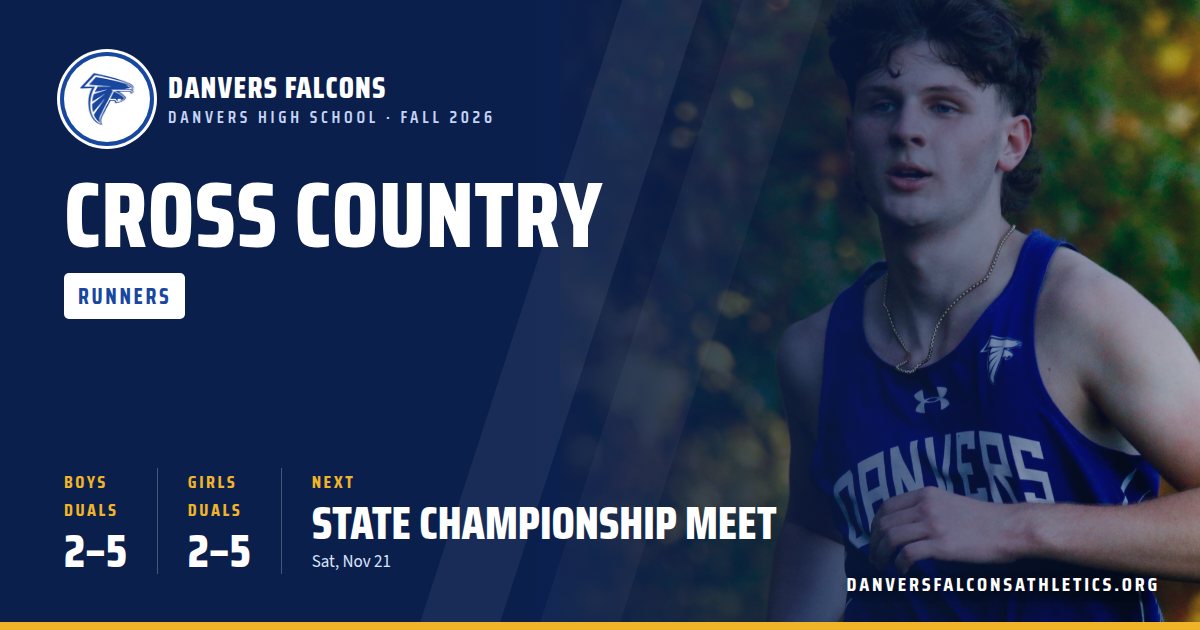 DANVERS FALCONS
DANVERS HIGH SCHOOL · FALL 2026
CROSS COUNTRY
RUNNERS
BOYS
DUALS
2–5
GIRLS
DUALS
2–5
NEXT
STATE CHAMPIONSHIP MEET
Sat, Nov 21
DANVERS
DANVERSFALCONSATHLETICS.ORG